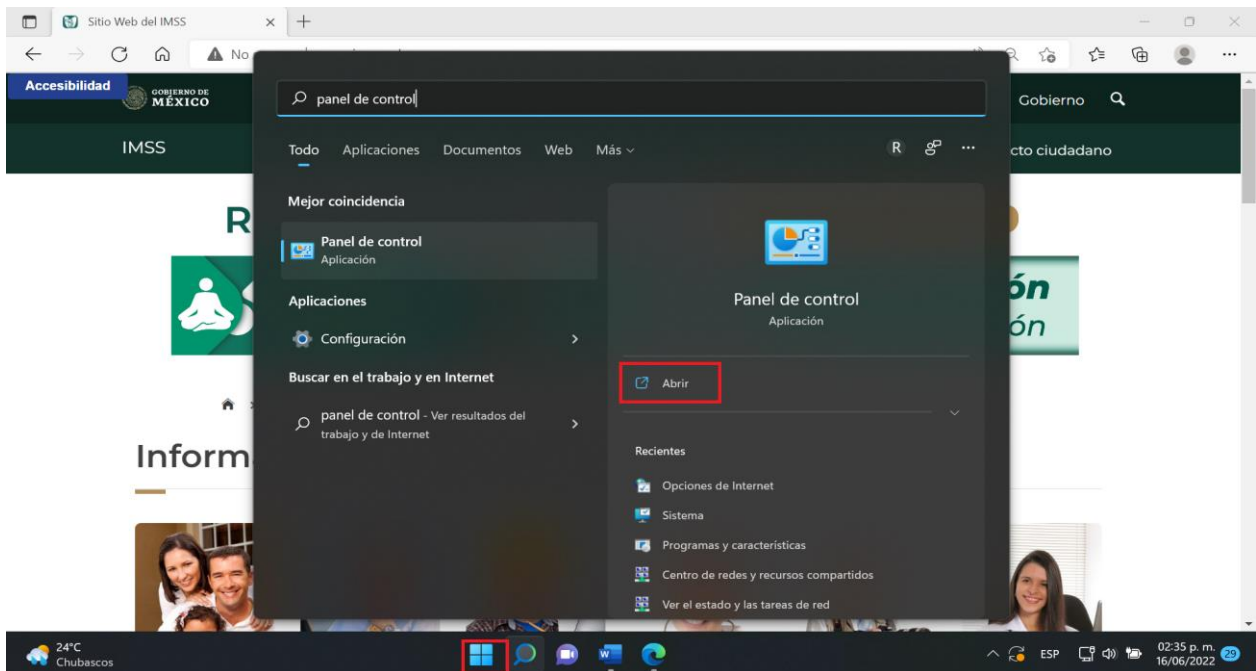 Sitio Web del IMSS
No
Accesibilidad
GOBIERNO DE
MÉXICO
panel de control
Gobierno
IMSS
Todo Aplicaciones Documentos Web Más
R
cto ciudadano
Mejor coincidencia
R
Panel de control
Aplicación
Panel de control
Aplicación
ón
ón
Aplicaciones
Configuración
Buscar en el trabajo y en Internet
Abrir
panel de control - Ver resultados del
trabajo y de Internet
Inform
Recientes
Opciones de Internet
Sistema
Programas y características
Centro de redes y recursos compartidos
Ver el estado y las tareas de red
24°C
Chubascos
W
ESP
02:35 p. m.
16/06/2022
29